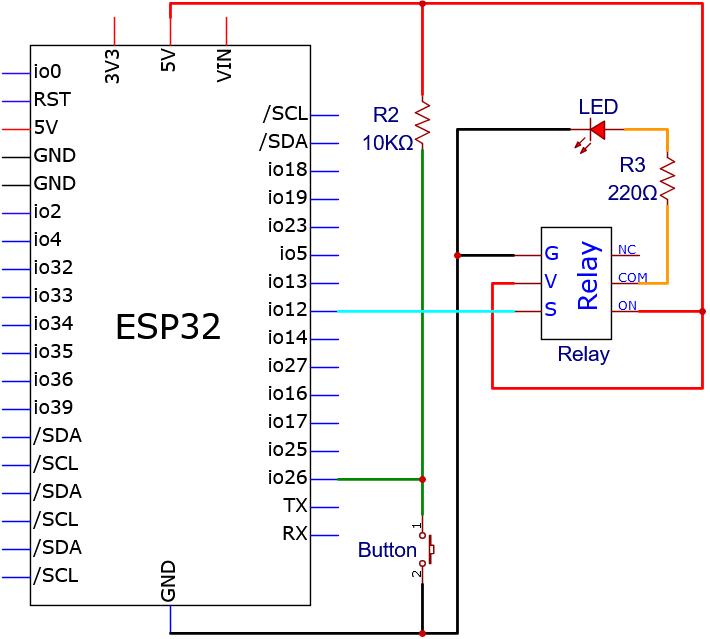 3V3
5V
VIN
io0
RST
5V
GND
GND
io2
io4
io32
io33
io34
io35
io36
io39
/SDA
/SCL
/SDA
/SCL
/SDA
/SCL
ESP32
/SCL
/SDA
io18
io19
io23
io5
io13
io12
io14
io27
io16
io17
io25
io26
TX
RX
GND
R2
10KΩ
LED
R3
220Ω
G
V
S
Relay
NC
COM
ON
Relay
1
Button
2